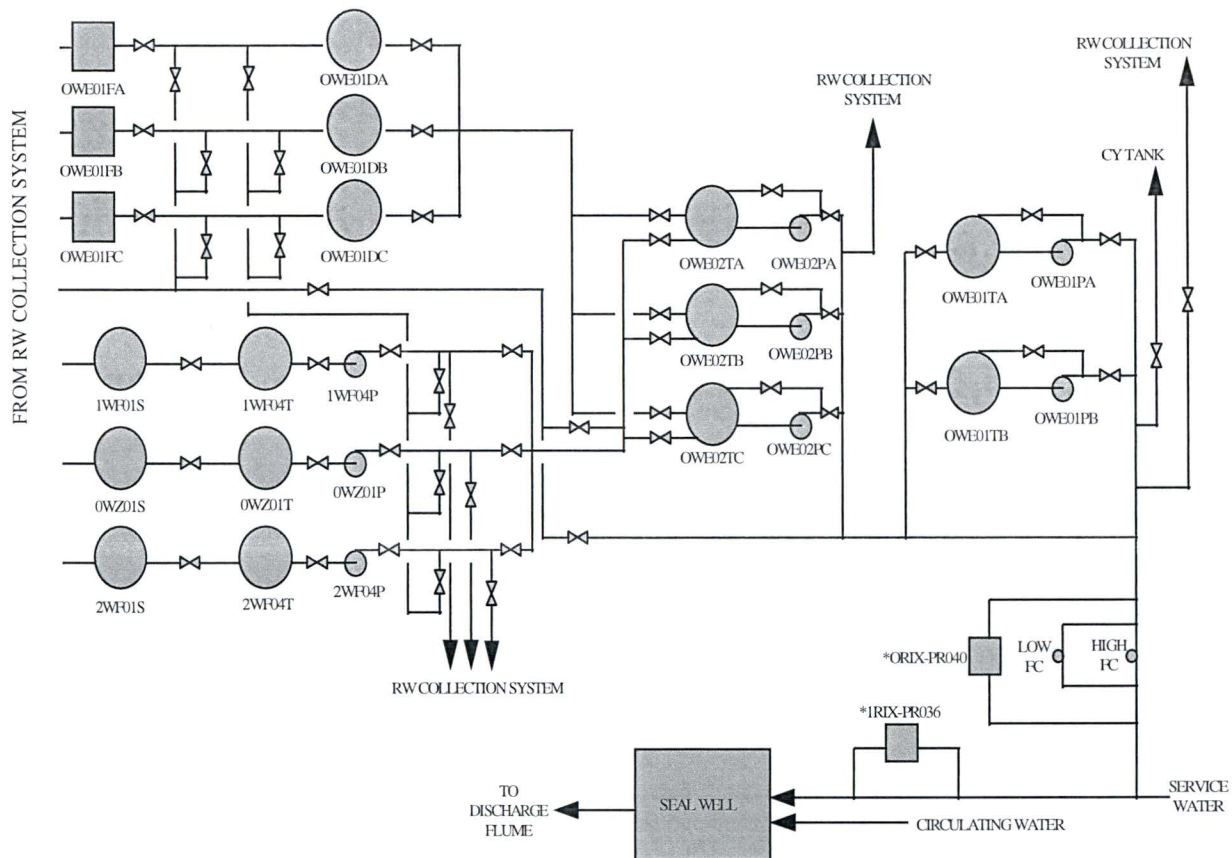 FROM RW COLLECTION SYSTEM
OWE01FA
OWE01DA
OWE01FB
OWE01DB
OWE01FC
OWE01DC
RW COLLECTION
SYSTEM
RW COLLECTION
SYSTEM
CY TANK
OWE02TA
OWE02PA
OWE02TB
OWE02PB
OWE02TC
OWE02PC
OWE01TA
OWE01PA
OWE01TB
OWE01PB
1WF01S
1WF04T
1WF04P
0WZ01S
0WZ01T
0WZ01P
2WF01S
2WF04T
2WF04P
RW COLLECTION SYSTEM
*ORIX-PR040
LOW
FC
HIGH
FC
*1RIX-PR036
TO
DISCHARGE
FLUME
SEAL WELL
SERVICE
WATER
CIRCULATING WATER